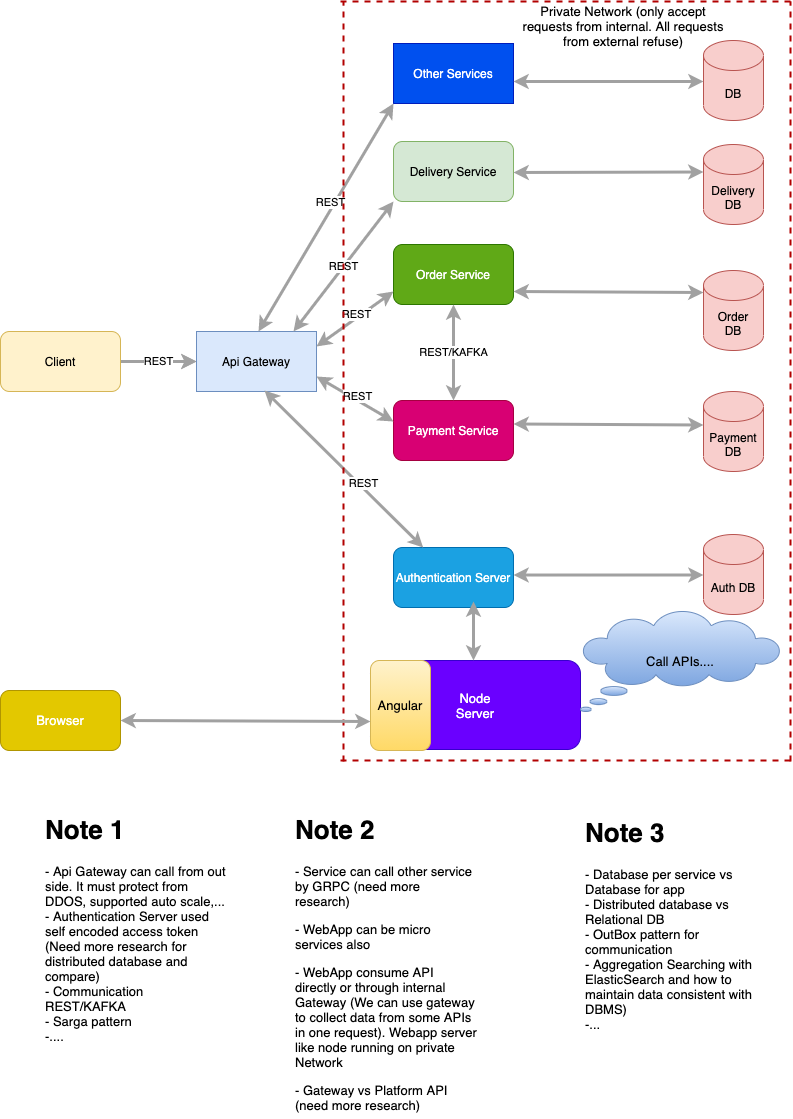 Private Network (only accept
requests from internal. All requests
from external refuse)
Other Services
DB
Delivery Service
Delivery
DB
REST
REST
Order Service
Order
DB
REST
Client
REST
Api Gateway
REST/KAFKA
REST
Payment Service
Payment
DB
REST
Authentication Server
Auth DB
Call APIs....
Angular
Node
Server
Browser
Note 1
- Api Gateway can call from out
side. It must protect from
DDOS, supported auto scale,...
- Authentication Server used
self encoded access token
(Need more research for
distributed database and
compare)
- Communication
REST/KAFKA
- Sarga pattern
-....
Note 2
- Service can call other service
by GRPC (need more
research)
- WebApp can be micro
services also
- WebApp consume API
directly or through internal
Gateway (We can use gateway
to collect data from some APIs
in one request). Webapp server
like node running on private
Network
- Gateway vs Platform API
(need more research)
Note 3
- Database per service vs
Database for app
- Distributed database vs
Relational DB
- OutBox pattern for
communication
- Aggregation Searching with
ElasticSearch and how to
maintain data consistent with
DBMS)
-...